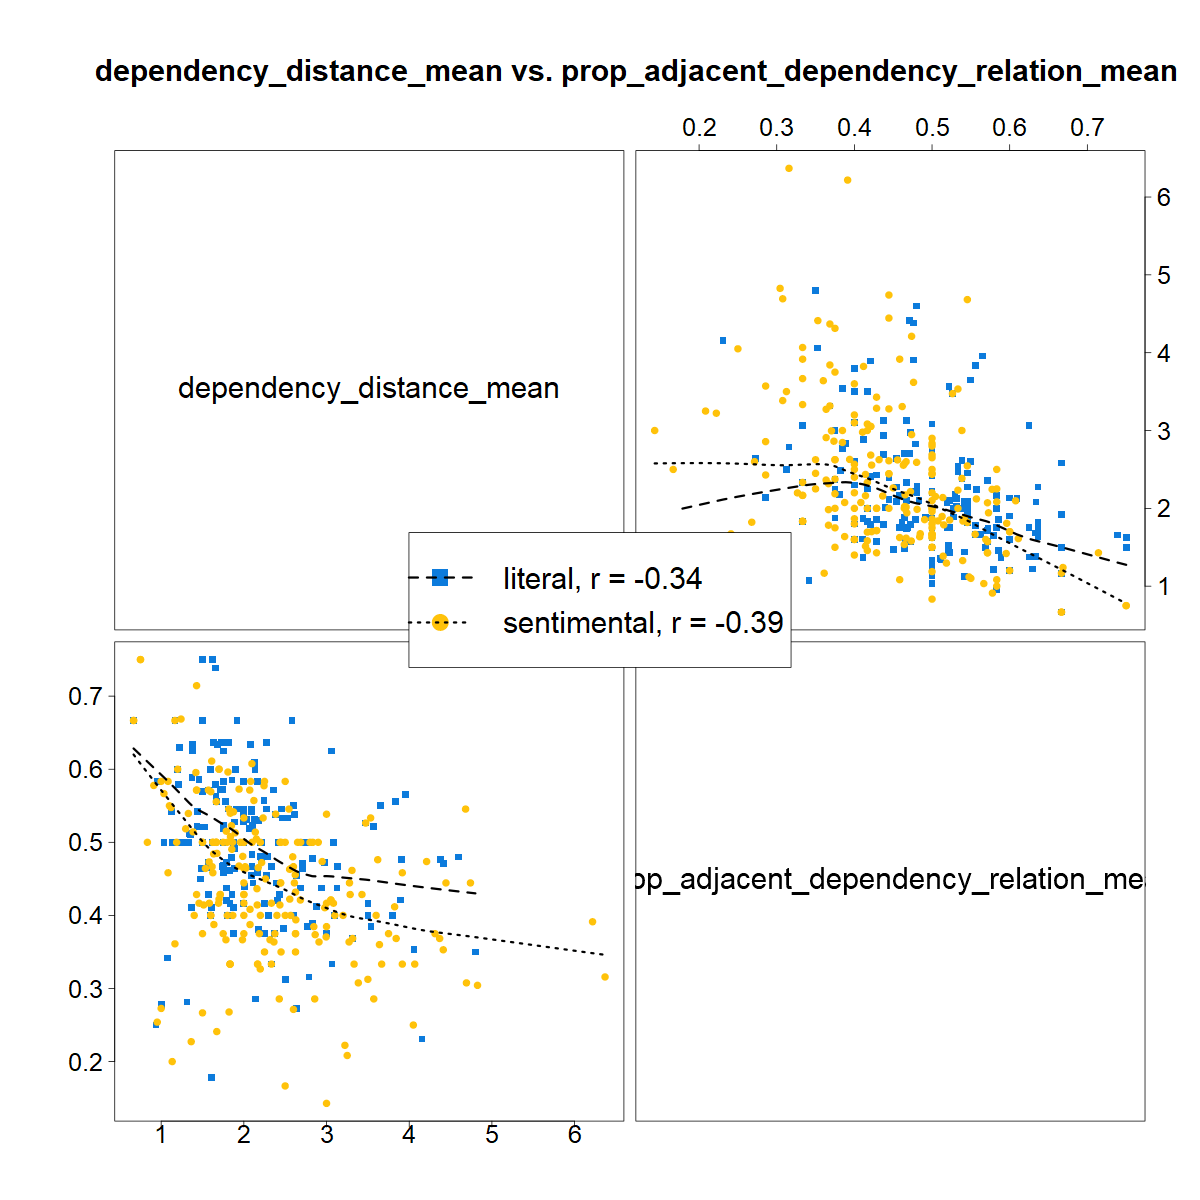 dependency_distance_mean vs. prop_adjacent_dependency_relation_mean
0.2 0.3 0.4 0.5 0.6 0.7
6
5
4
3
2
1
dependency_distance_mean
literal, r = -0.34
sentimental, r = -0.39
0.7
0.6
0.5
0.4
0.3
0.2
op_adjacent_dependency_relation_me
1 2 3 4 5 6